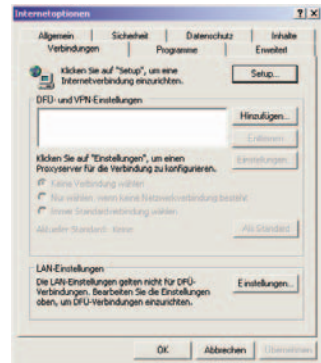 Internetoptionen
Allgemein Sicherheit Datenschutz Inhalte
Verbindungen Programme Erweitert
Klicken Sie auf "Setup", um eine
Internetverbindung einzurichten.
Setup...
DFÜ- und VPN-Einstellungen
Hinzufügen...
Entfernen
Klicken Sie auf "Einstellungen", um einen
Proxyserver für die Verbindung zu konfigurieren.
Einstellungen...
Keine Verbindung wählen
Nur wählen, wenn keine Netzwerkverbindung besteht
Immer Standardverbindung wählen
Aktueller Standard: Keine
Als Standard
LAN-Einstellungen
Die LAN-Einstellungen gelten nicht für DFÜ-
Verbindungen. Bearbeiten Sie die Einstellungen
oben, um DFÜ-Verbindungen einzurichten.
Einstellungen...
OK Abbrechen Übernehmen